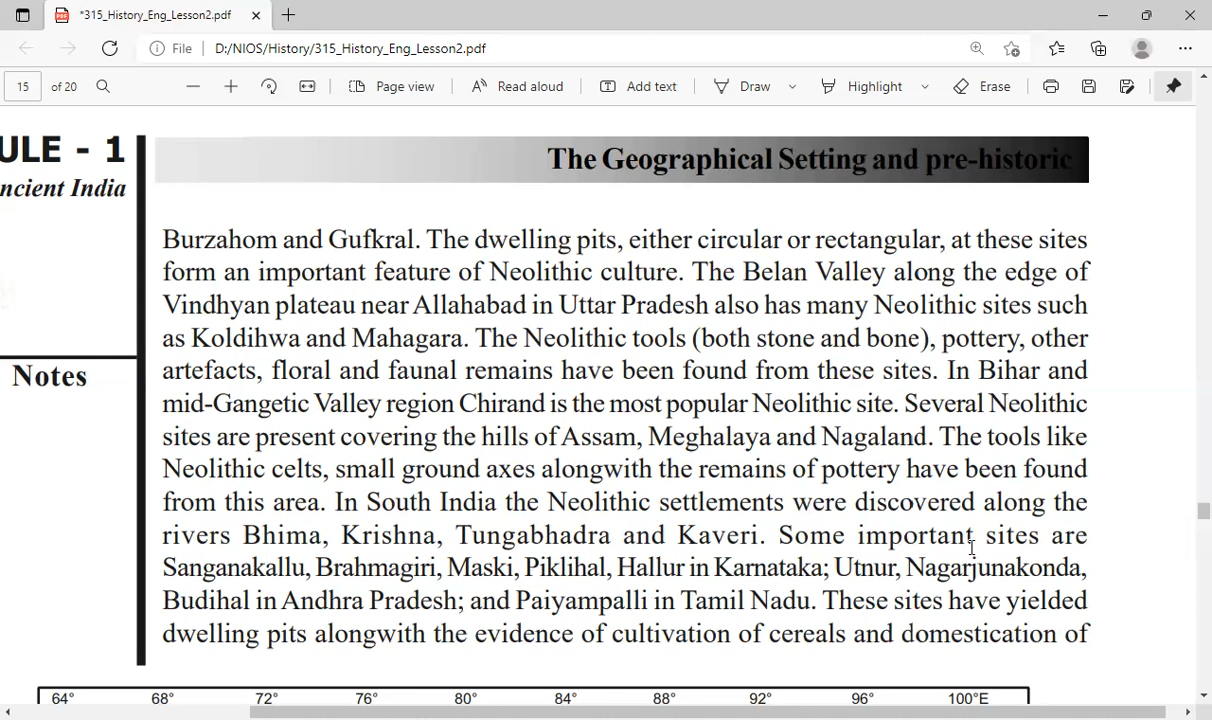 *315_History_Eng_Lesson2.pdf
File D:/NIOS/History/315_History_Eng_Lesson2.pdf
15 of 20 Page view Read aloud Add text Draw Highlight Erase
ULE - 1
The Geographical Setting and pre-historic
ncient India
Burzahom and Gufkral. The dwelling pits, either circular or rectangular, at these sites
form an important feature of Neolithic culture. The Belan Valley along the edge of
Vindhyan plateau near Allahabad in Uttar Pradesh also has many Neolithic sites such
as Koldihwa and Mahagara. The Neolithic tools (both stone and bone), pottery, other
artefacts, floral and faunal remains have been found from these sites. In Bihar and
Notes
mid-Gangetic Valley region Chirand is the most popular Neolithic site. Several Neolithic
sites are present covering the hills of Assam, Meghalaya and Nagaland. The tools like
Neolithic celts, small ground axes alongwith the remains of pottery have been found
from this area. In South India the Neolithic settlements were discovered along the
rivers Bhima, Krishna, Tungabhadra and Kaveri. Some important sites are
Sanganakallu, Brahmagiri, Maski, Piklihal, Hallur in Karnataka; Utnur, Nagarjunakonda,
Budihal in Andhra Pradesh; and Paiyampalli in Tamil Nadu. These sites have yielded
dwelling pits alongwith the evidence of cultivation of cereals and domestication of
64° 68° 72° 76° 80° 84° 88° 92° 96° 100°E